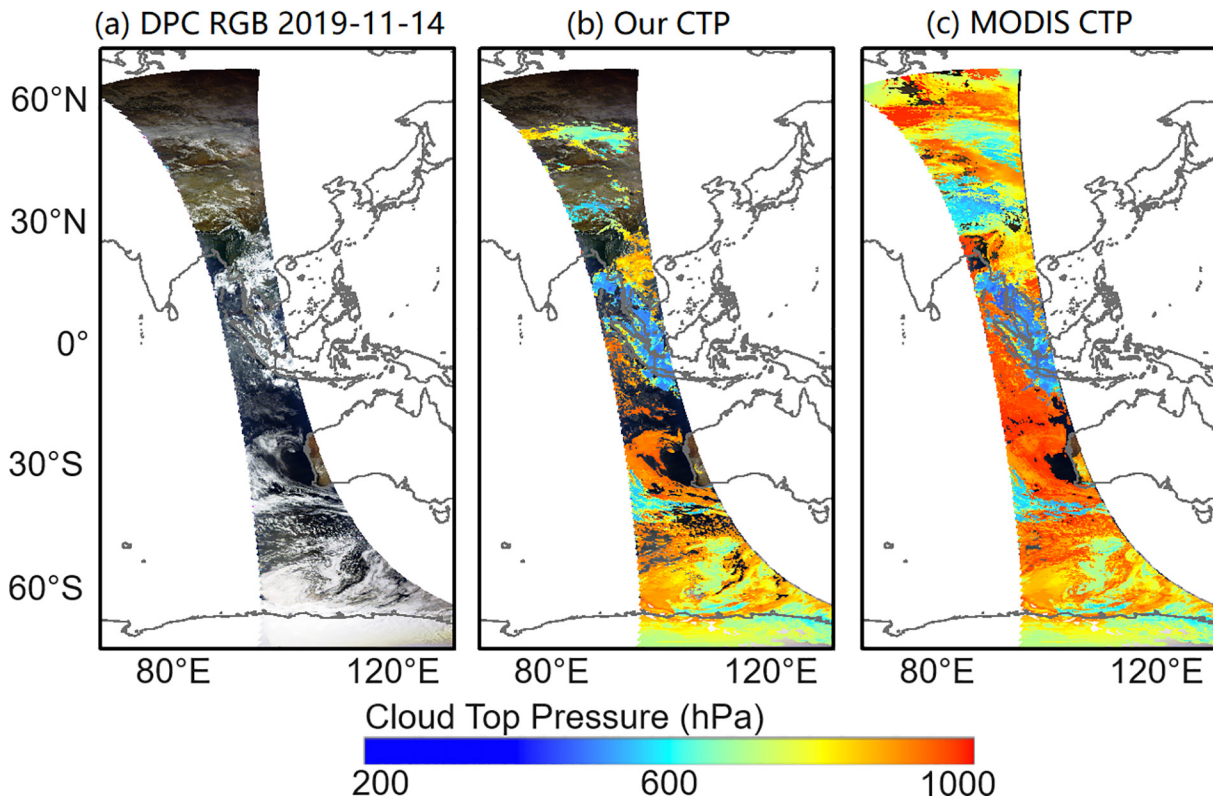 (a) DPC RGB 2019-11-14 (b) Our CTP (c) MODIS CTP
60°N
30°N
0°
30°S
60°S
80°E 120°E 80°E 120°E 80°E 120°E
Cloud Top Pressure (hPa)
200 600 1000